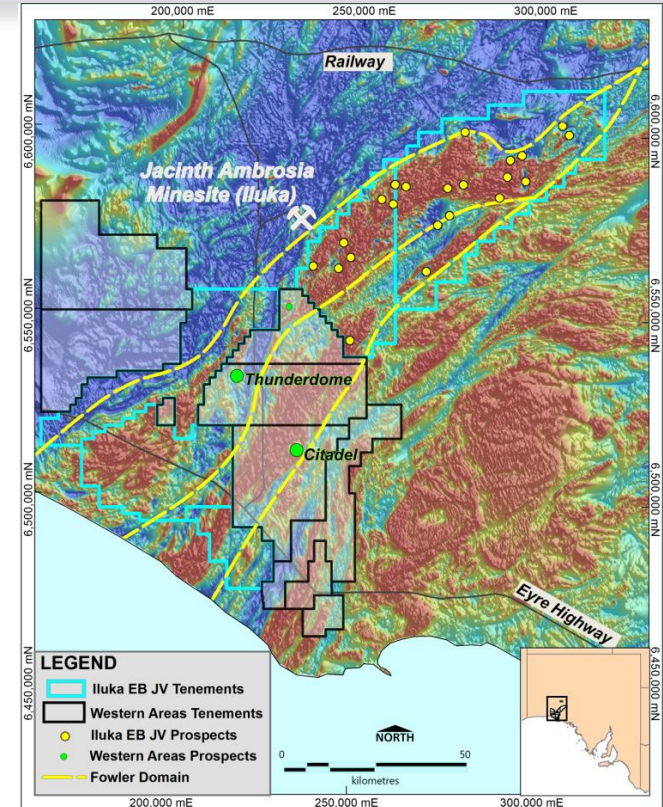 200,000 mE
250,000 mE
300,000 mE
Railway
6,600,000 mN
6,600,000 mN
Jacinth Ambrosia
Minesite (Iluka)
6,550,000 mN
6,550,000 mN
Thunderdome
Citadel
6,500,000 mN
6,500,000 mN
Eyre Highway
6,450,000 mN
6,450,000 mN
LEGEND
Iluka EB JV Tenements
Western Areas Tenements
Iluka EB JV Prospects
Western Areas Prospects
Fowler Domain
NORTH
0
50
kilometres
200.000 mE
250.000 mE
300.000 mE